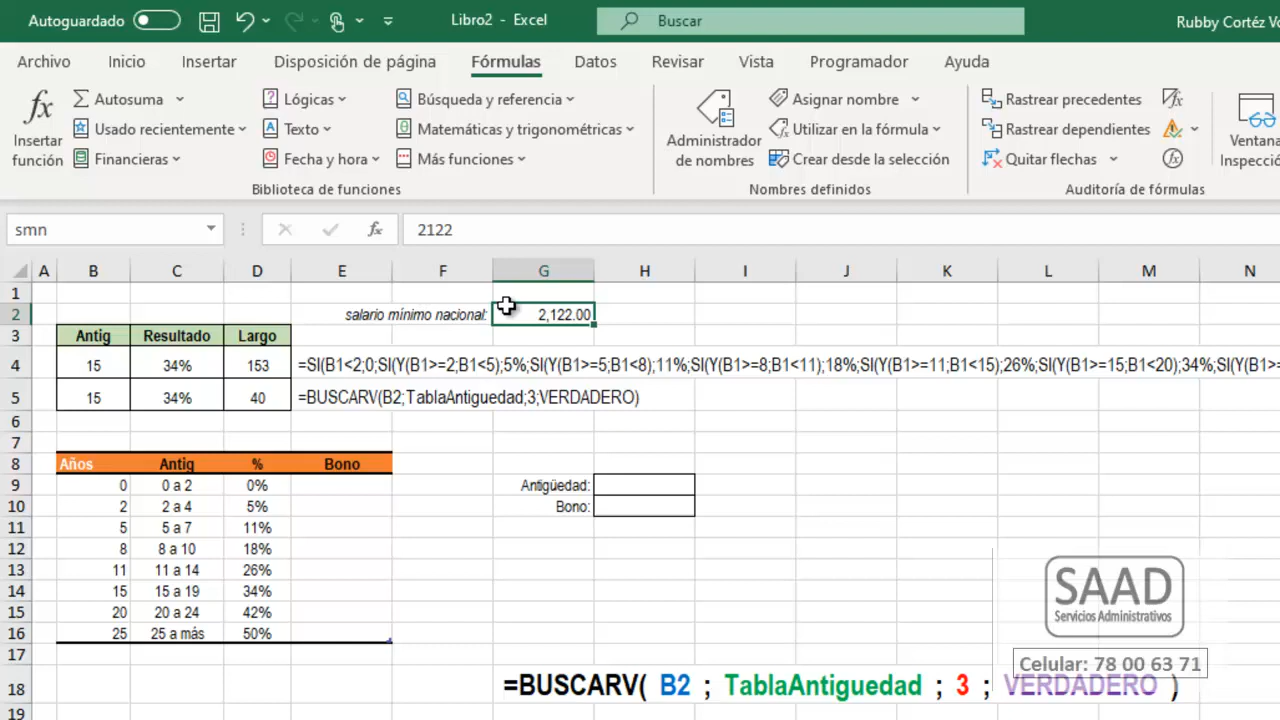 Autoguardado
Libro2 - Excel
Buscar
Rubby Cortéz Vo
Archivo Inicio Insertar Disposición de página Fórmulas Datos Revisar Vista Programador Ayuda
fx Insertar función
Autosuma
Usado recientemente
Financieras
Lógicas
Texto
Fecha y hora
Búsqueda y referencia
Matemáticas y trigonométricas
Más funciones
Biblioteca de funciones
Administrador de nombres
Asignar nombre
Utilizar en la fórmula
Crear desde la selección
Nombres definidos
Rastrear precedentes
Rastrear dependientes
Quitar flechas
Auditoría de fórmulas
Ventana
Inspecció
smn
fx
2122
A B C D E F G H I J K L M N
1
2 salario mínimo nacional: 2,122.00
3 Antig Resultado Largo
4 15 34% 153 =SI(B1<2;0;SI(Y(B1>=2;B1<5);5%;SI(Y(B1>=5;B1<8);11%;SI(Y(B1>=8;B1<11);18%;SI(Y(B1>=11;B1<15);26%;SI(Y(B1>=15;B1<20);34%;SI(Y(B1>=
5 15 34% 40 =BUSCARV(B2;TablaAntiguedad;3;VERDADERO)
6
7
8 Años Antig % Bono
9 0 0 a 2 0% Antigüedad:
10 2 2 a 4 5% Bono:
11 5 5 a 7 11%
12 8 8 a 10 18%
13 11 11 a 14 26%
14 15 15 a 19 34%
15 20 20 a 24 42%
16 25 25 a más 50%
17
SAAD
Servicios Administrativos
Celular: 78 00 63 71
18 =BUSCARV( B2 ; TablaAntiguedad ; 3 ; VERDADERO )
19